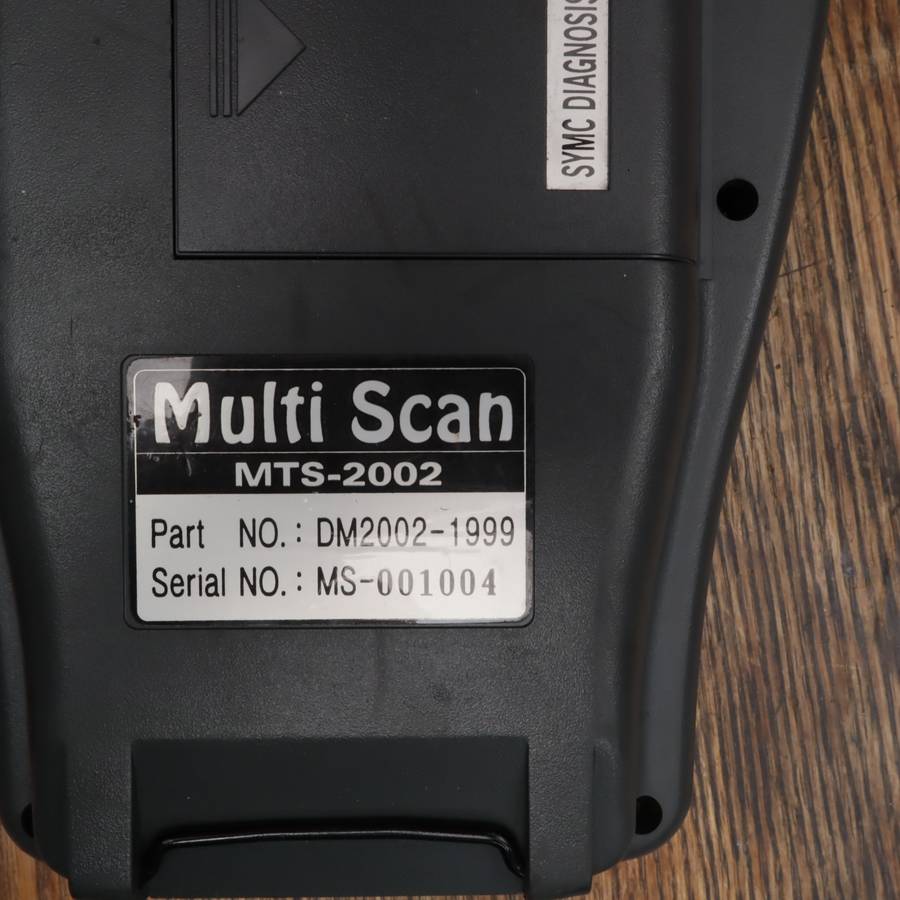 SYMC DIAGNOSIS
Multi Scan
MTS-2002
Part NO. : DM2002-1999
Serial NO. : MS-001004